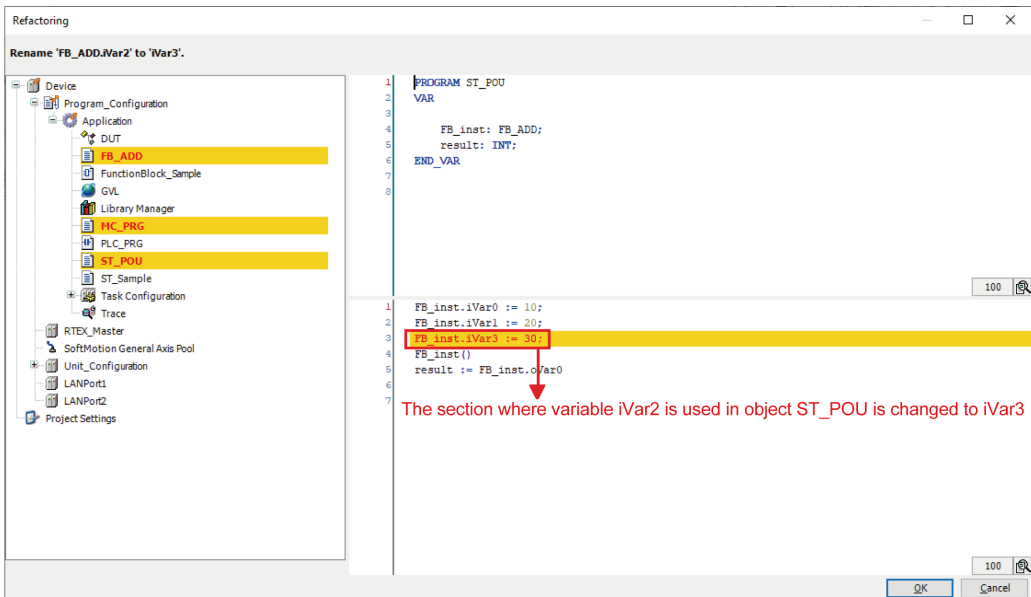 Refactoring
Rename 'FB_ADD.iVar2' to 'iVar3'.
Device
Program_Configuration
Application
DUT
FB_ADD
FunctionBlock_Sample
GVL
Library Manager
MC_PRG
PLC_PRG
ST_POU
ST_Sample
Task Configuration
Trace
RTEX_Master
SoftMotion General Axis Pool
Unit_Configuration
LANPort1
LANPort2
Project Settings
1 PROGRAM ST_POU
2 VAR
3
4 FB_inst: FB_ADD;
5 result: INT;
6 END_VAR
7
8
100
1 FB_inst.iVar0 := 10;
2 FB_inst.iVar1 := 20;
3 FB_inst.iVar3 := 30;
4 FB_inst()
5 result := FB_inst.oVar0
6
7
The section where variable iVar2 is used in object ST_POU is changed to iVar3
100
OK
Cancel